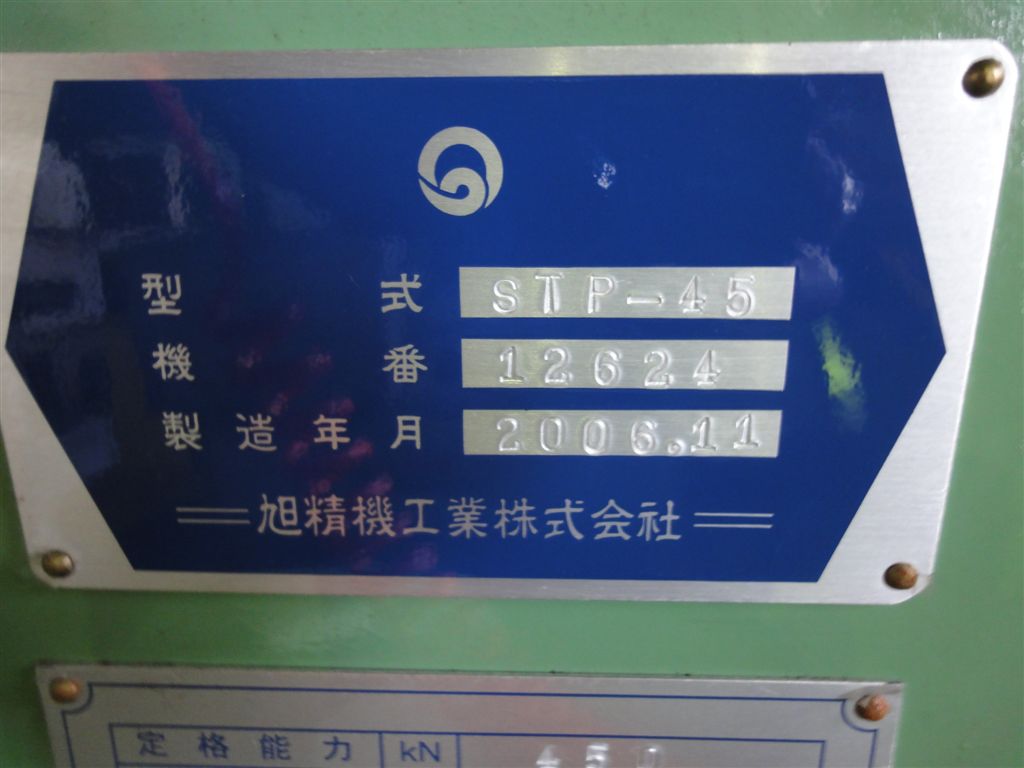 型式 STP-45
機番 12624
製造年月 2006.11
旭精機工業株式会社
定格能力 kN 450